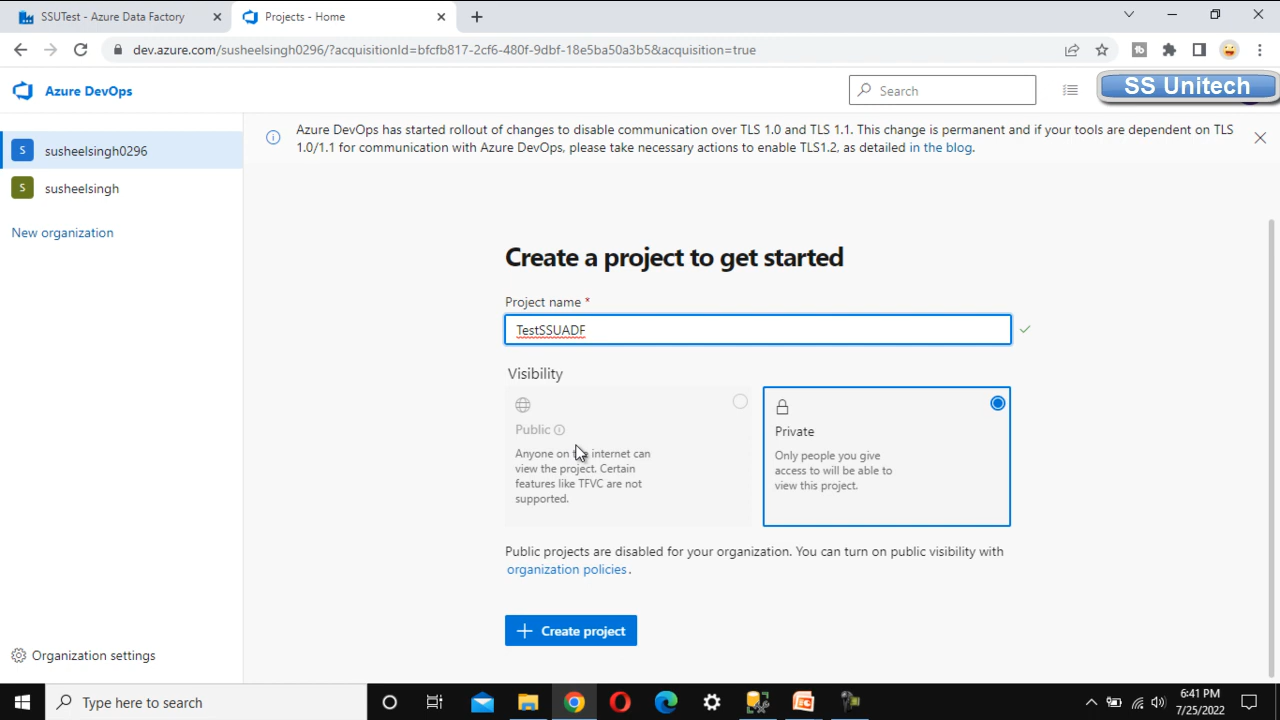 SSUTest - Azure Data Factory
Projects - Home
dev.azure.com/susheelsingh0296/?acquisitionId=bfcfb817-2cf6-480f-9dbf-18e5ba50a3b5&acquisition=true
Azure DevOps
Search
SS Unitech
S susheelsingh0296
S susheelsingh
New organization
Azure DevOps has started rollout of changes to disable communication over TLS 1.0 and TLS 1.1. This change is permanent and if your tools are dependent on TLS
1.0/1.1 for communication with Azure DevOps, please take necessary actions to enable TLS1.2, as detailed in the blog.
Create a project to get started
Project name *
TestSSUADF
Visibility
Public
Anyone on the internet can
view the project. Certain
features like TFVC are not
supported.
Private
Only people you give
access to will be able to
view this project.
Public projects are disabled for your organization. You can turn on public visibility with
organization policies.
Create project
Organization settings
Type here to search
6:41 PM
7/25/2022